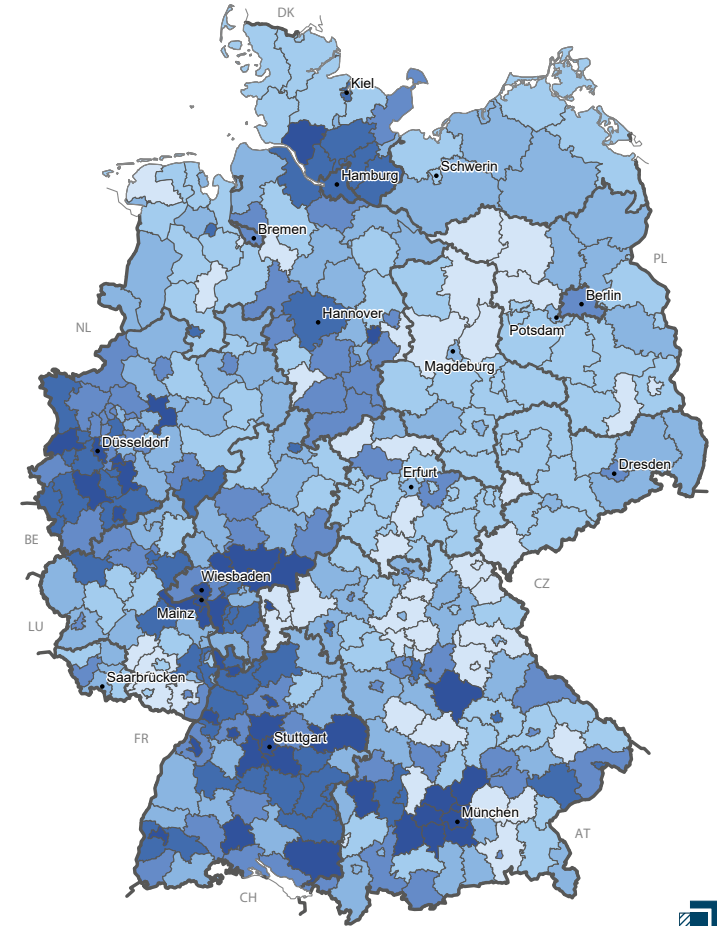 DK
Kiel
Schwerin
Hamburg
Bremen
PL
Berlin
Hannover
NL
Potsdam
Magdeburg
Düsseldorf
Dresden
Erfurt
BE
Wiesbaden
CZ
Mainz
LU
Saarbrücken
FR
Stuttgart
München
AT
CH